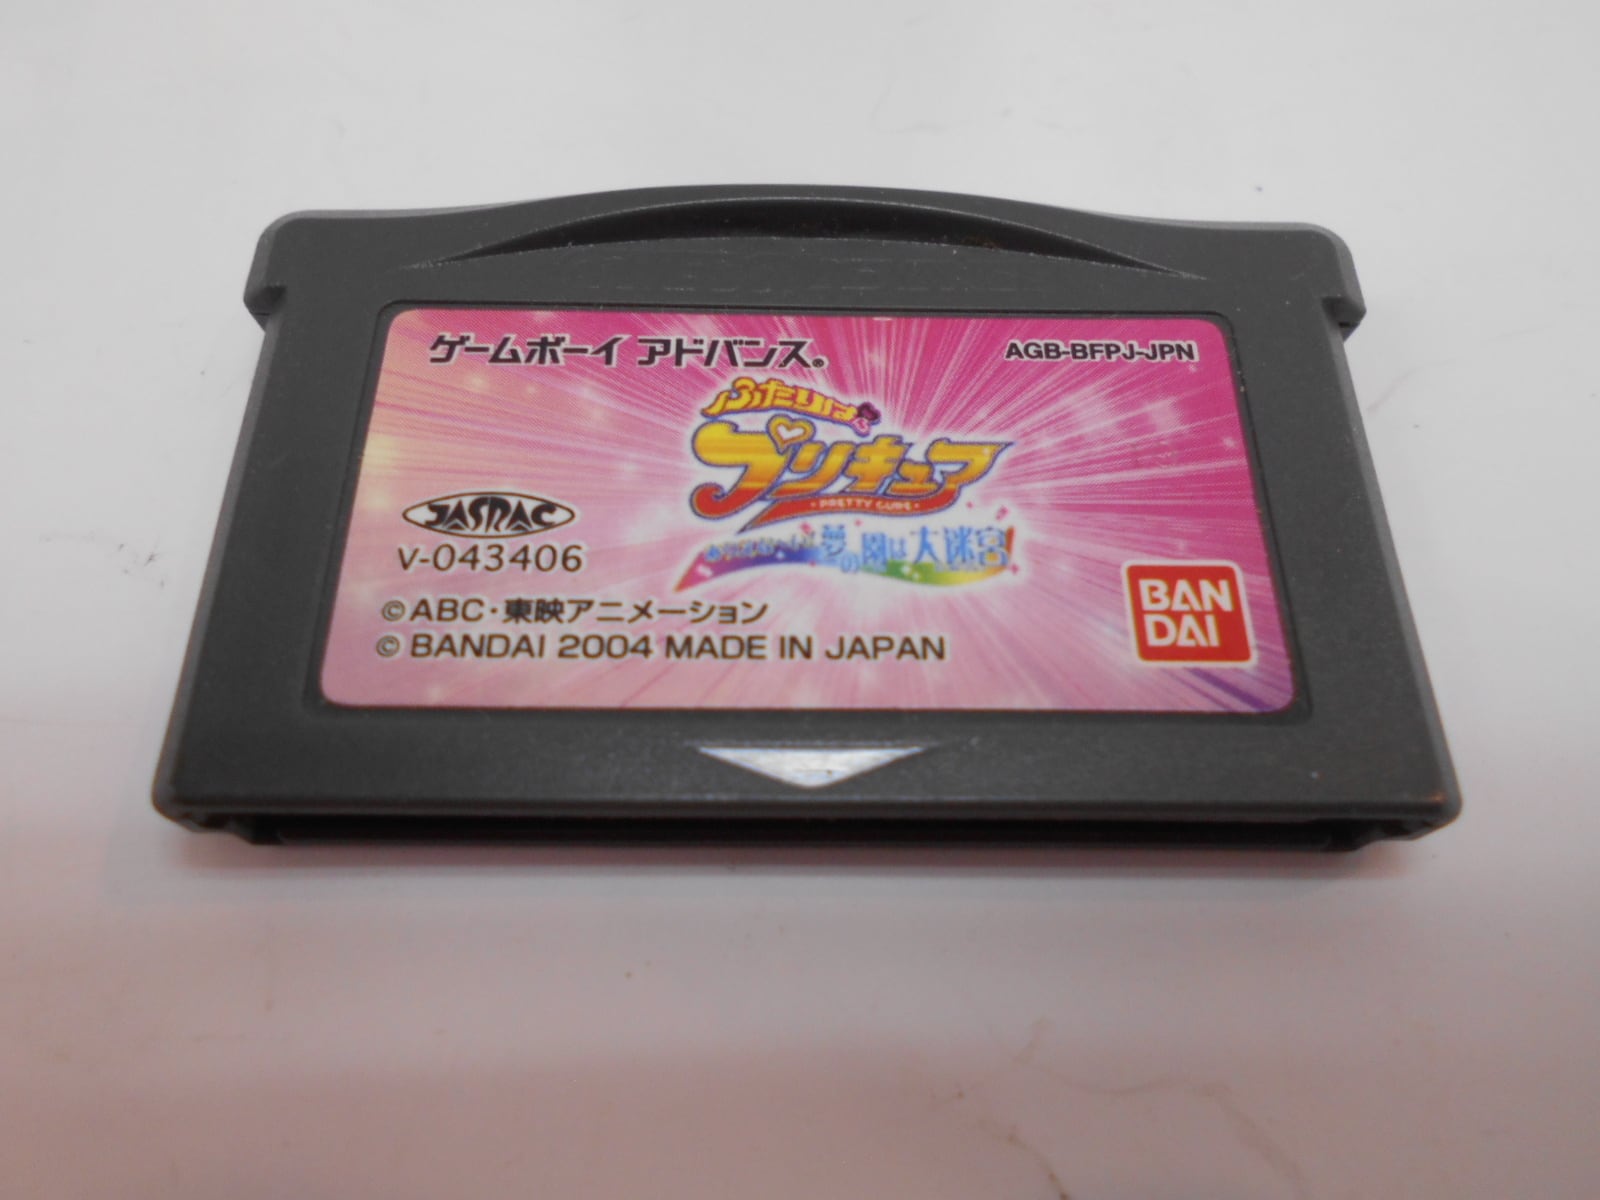 ゲームボーイ アドバンス®
AGB-BFPJ-JPN
ふたりは
プリキュア
PRETTY CURE
夢の園は大迷宮
JASRAC
V-043406
©ABC・東映アニメーション
© BANDAI 2004 MADE IN JAPAN
BAN
DAI